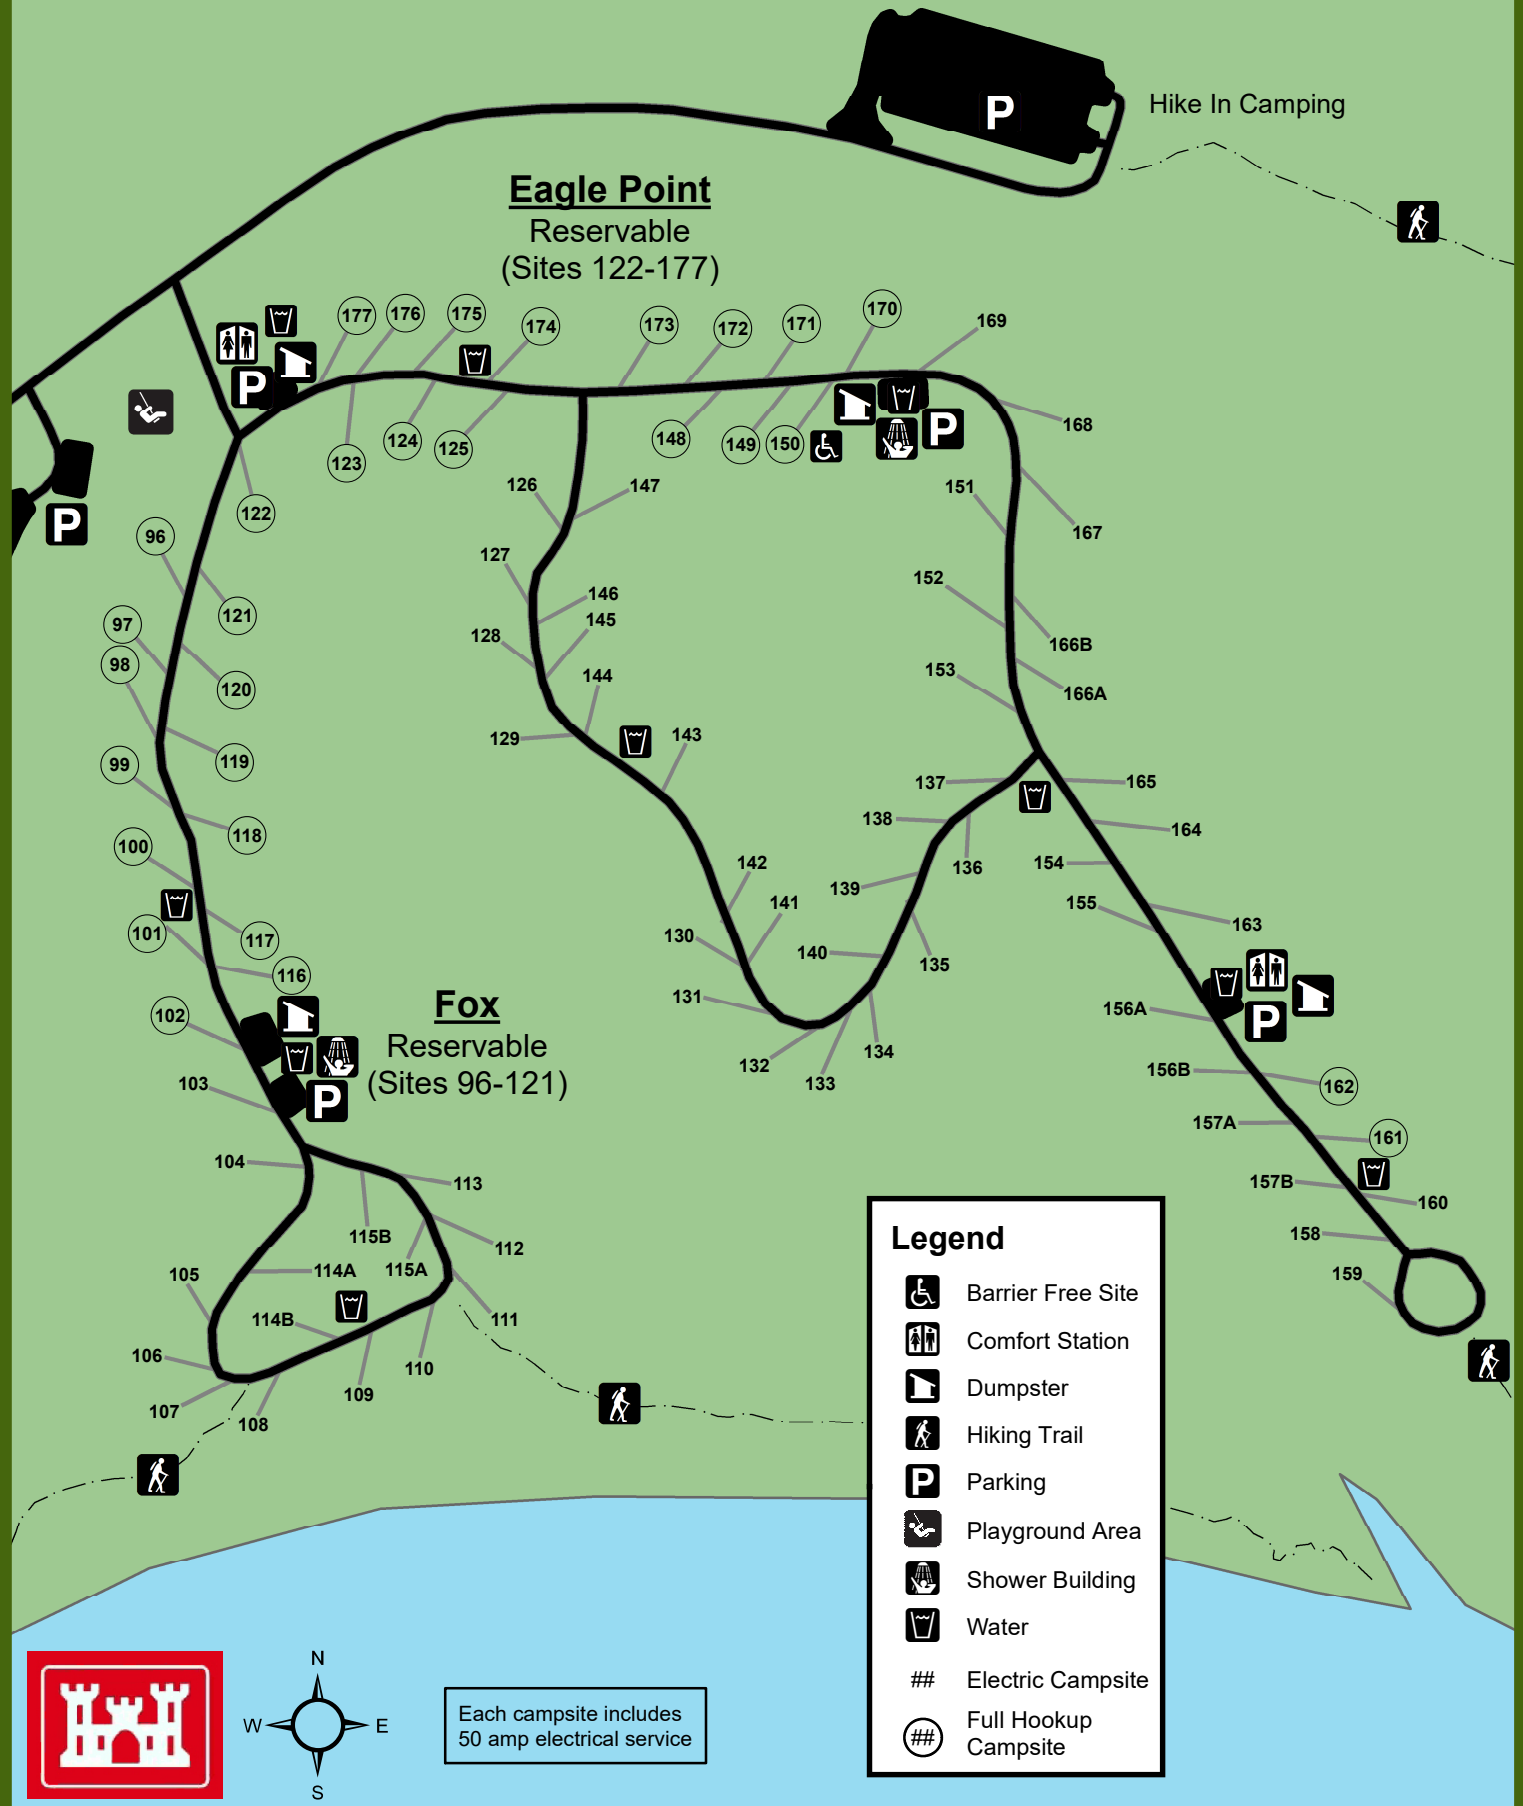 P
Hike In Camping
Eagle Point
Reservable
(Sites 122-177)
177
176
175
174
173
172
171
170
169
P
123
124
125
148
149
150
P
168
P
122
126
147
151
167
96
127
146
152
121
145
97
128
166B
98
144
153
120
166A
129
143
119
99
137
165
138
164
118
100
142
136
154
139
141
155
163
101
117
130
140
135
116
131
156A
P
102
Fox
Reservable
(Sites 96-121)
134
132
133
156B
162
103
P
157A
161
104
113
157B
160
115B
112
158
105
114A
115A
159
114B
111
106
110
109
107
108
Legend
Barrier Free Site
Comfort Station
Dumpster
Hiking Trail
P Parking
Playground Area
Shower Building
Water
## Electric Campsite
## Full Hookup
Campsite
N
W E
S
Each campsite includes
50 amp electrical service